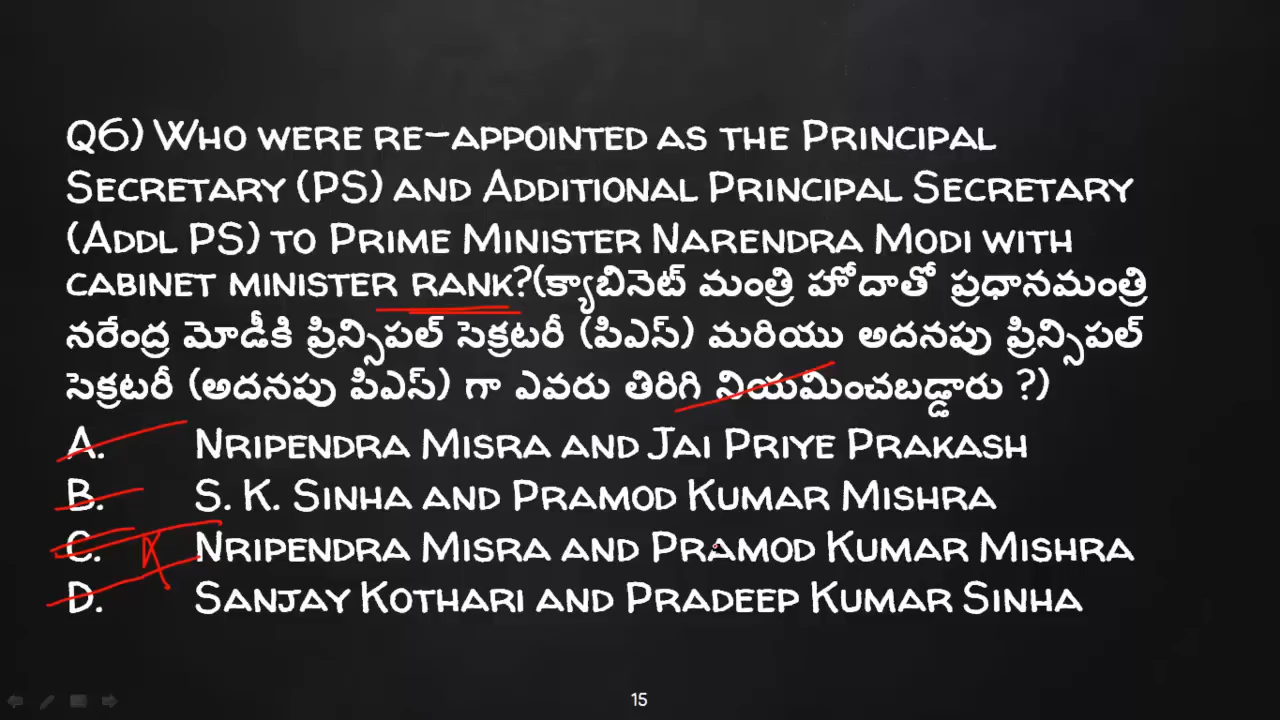 Q6) Who were re-appointed as the Principal
Secretary (PS) and Additional Principal Secretary
(Addl PS) to Prime Minister Narendra Modi with
cabinet minister rank?(క్యాబినెట్ మంత్రి హోదాతో ప్రధానమంత్రి
నరేంద్ర మోడీకి ప్రిన్సిపల్ సెక్రటరీ (పిఎస్) మరియు అదనపు ప్రిన్సిపల్
సెక్రటరీ (అదనపు పిఎస్) గా ఎవరు తిరిగి నియమించబడ్డారు ?)
A. Nripendra Misra and Jai Priye Prakash
B. S. K. Sinha and Pramod Kumar Mishra
C. Nripendra Misra and Pramod Kumar Mishra
D. Sanjay Kothari and Pradeep Kumar Sinha
15